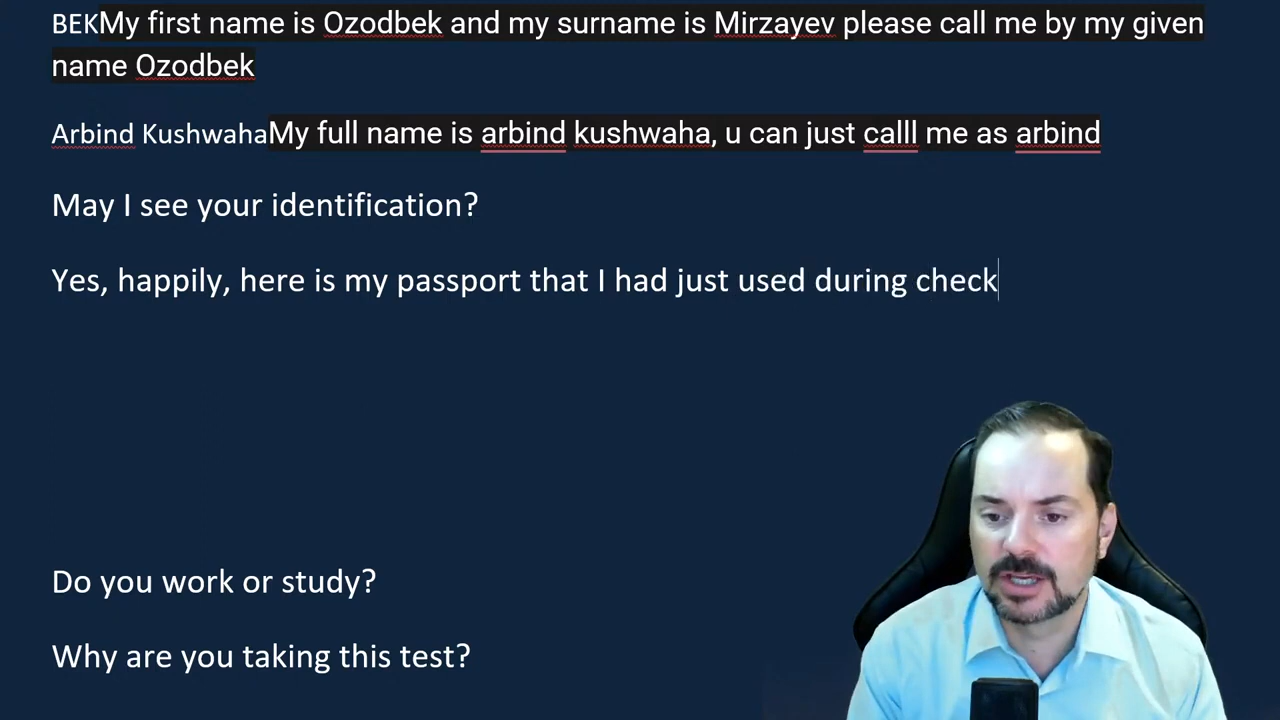 BEKMy first name is Ozodbek and my surname is Mirzayev please call me by my given
name Ozodbek
Arbind KushwahaMy full name is arbind kushwaha, u can just calll me as arbind
May I see your identification?
Yes, happily, here is my passport that I had just used during check
Do you work or study?
Why are you taking this test?